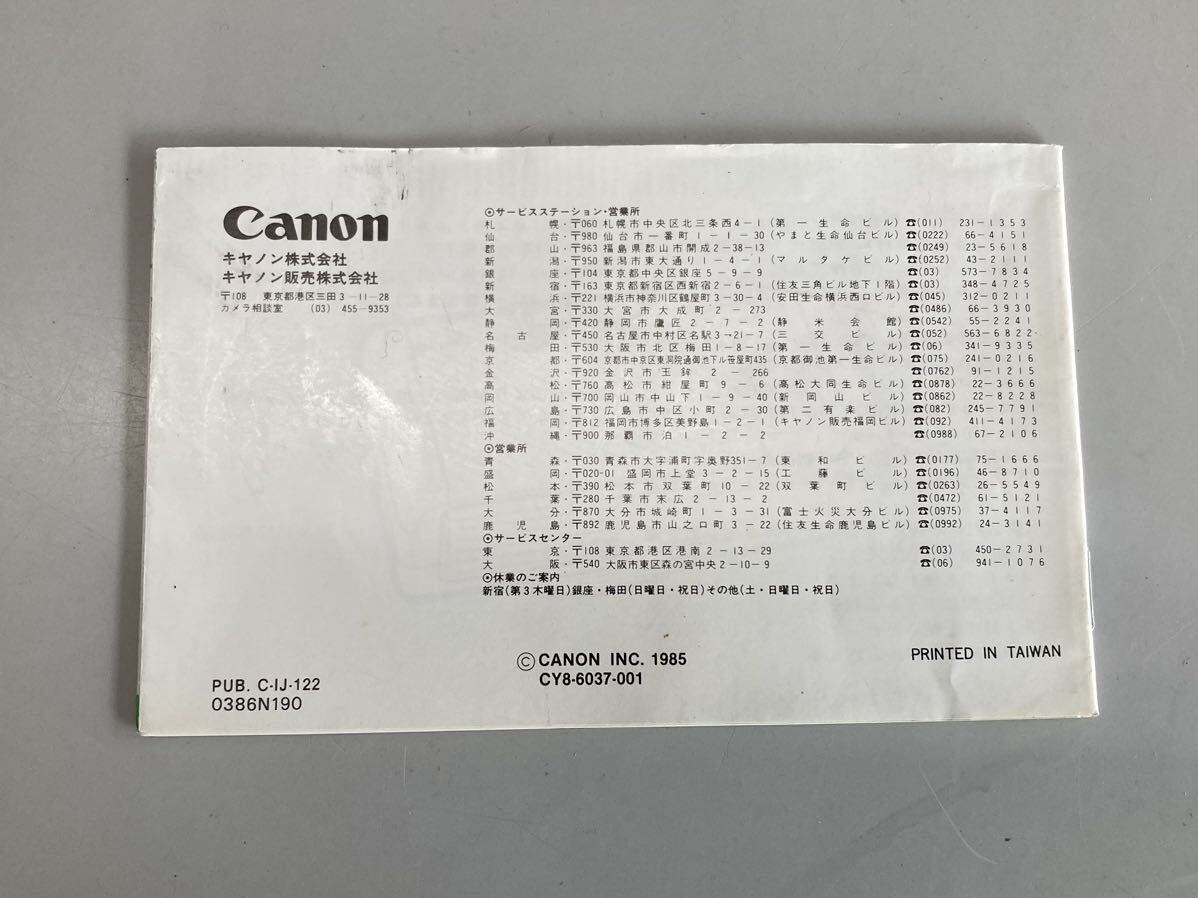 Canon
キヤノン株式会社
キヤノン販売株式会社
〒108 東京都港区三田3-11-28
カメラ相談室 (03) 455-9353
◉サービスステーション・営業所
札幌・〒060 札幌市中央区北三条西4-1(第一生命ビル) ☎(011) 231-1353
仙台・〒980 仙台市一番町1-1-30(やまと生命仙台ビル) ☎(0222) 66-4151
郡山・〒963 福島県郡山市開成2-38-13 ☎(0249) 23-5618
新潟・〒950 新潟市東大通り1-4-1(マルタケビル) ☎(0252) 43-2111
銀座・〒104 東京都中央区銀座5-9-9 ☎(03) 573-7834
新宿・〒163 東京都新宿区西新宿2-6-1(住友三角ビル地下1階) ☎(03) 348-4725
横浜・〒221 横浜市神奈川区鶴屋町3-30-4(安田生命横浜西口ビル) ☎(045) 312-0211
大宮・〒330 大宮市大成町2-273 ☎(0486) 66-3930
静岡・〒420 静岡市鷹匠2-7-2(静米会館) ☎(0542) 55-2241
名古屋・〒450 名古屋市中村区名駅3-21-7(三交ビル) ☎(052) 563-6822
梅田・〒530 大阪市北区梅田1-8-17(第一生命ビル) ☎(06) 341-9335
京都・〒604 京都市中京区東洞院通御池下ル笹屋町435(京都御池第一生命ビル) ☎(075) 241-0216
金沢・〒920 金沢市玉鉾2-266 ☎(0762) 91-1215
高松・〒760 高松市紺屋町9-6(高松大同生命ビル) ☎(0878) 22-3666
岡山・〒700 岡山市中山下1-9-40(新岡山ビル) ☎(0862) 22-8228
広島・〒730 広島市中区小町2-30(第二有楽ビル) ☎(082) 245-7791
福岡・〒812 福岡市博多区美野島1-2-1(キヤノン販売福岡ビル) ☎(092) 411-4173
沖縄・〒900 那覇市泊1-2-2 ☎(0988) 67-2106
◉営業所
青森・〒030 青森市大字浦町字奥野351-7(東和ビル) ☎(0177) 75-1666
盛岡・〒020-01 盛岡市上堂3-2-15(工藤ビル) ☎(0196) 46-8710
松本・〒390 松本市双葉町10-22(双葉町ビル) ☎(0263) 26-5549
千葉・〒280 千葉市末広2-13-2 ☎(0472) 61-5121
大分・〒870 大分市城崎町1-3-31(富士火災大分ビル) ☎(0975) 37-4117
鹿児島・〒892 鹿児島市山之口町3-22(住友生命鹿児島ビル) ☎(0992) 24-3141
◉サービスセンター
東京・〒108 東京都港区港南2-13-29 ☎(03) 450-2731
大阪・〒540 大阪市東区森の宮中央2-10-9 ☎(06) 941-1076
◉休業のご案内
新宿(第3木曜日)銀座・梅田(日曜日・祝日)その他(土・日曜日・祝日)
© CANON INC. 1985
CY8-6037-001
PRINTED IN TAIWAN
PUB. C-IJ-122
0386N190